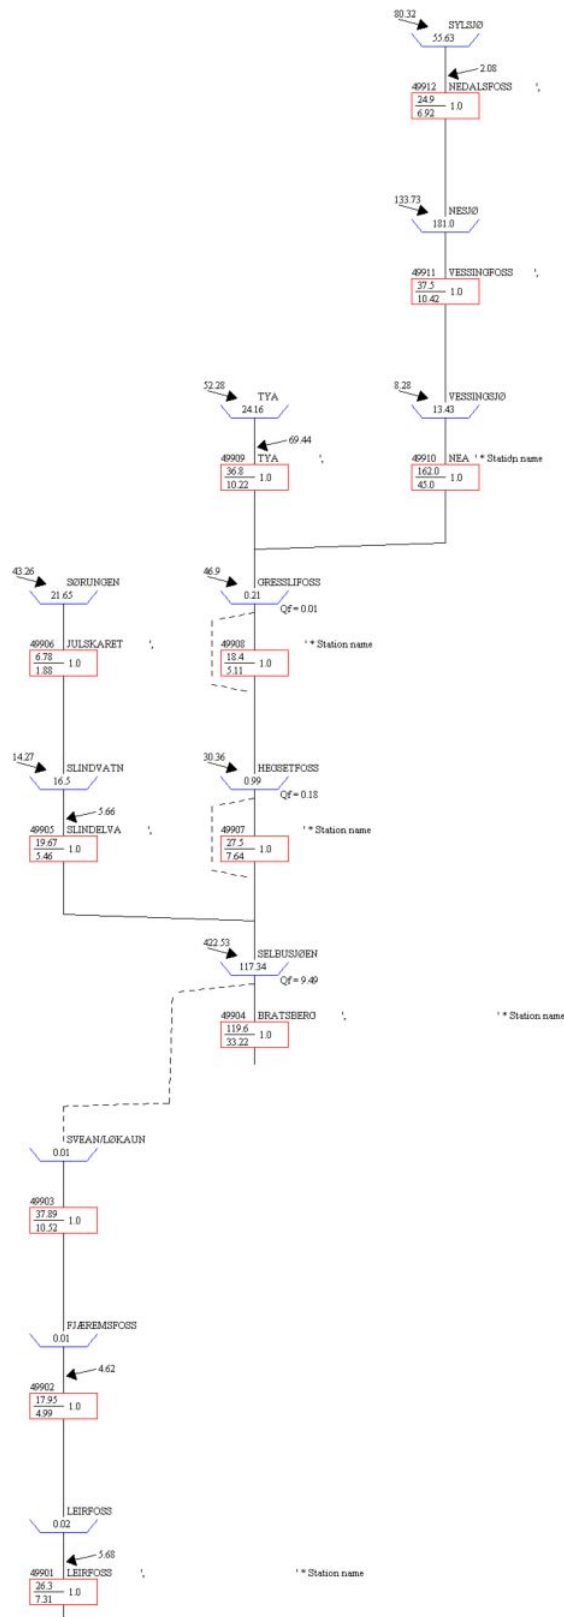 80.32 SYLSJØ
55.63
2.08
49912 NEDALSFOSS ',
24.9
1.0
6.92
133.73 NESJØ
181.0
49911 VESSINGFOSS ',
37.5
1.0
10.42
52.28 TYA
24.16
8.28 VESSINGSJØ
13.43
69.44
49909 TYA ',
36.8
1.0
10.22
49910 NEA ' * Station name
162.0
1.0
45.0
43.26 SØRUNGEN
21.65
46.9 GRESSLIFOSS
0.21
Qf = 0.01
49906 JULSKARET ',
6.78
1.0
1.88
49908 ' * Station name
18.4
1.0
5.11
14.27 SLINDVATN
16.5
30.36 HEGSETFOSS
0.99
Qf = 0.18
5.66
49905 SLINDELVA ',
19.67
1.0
5.46
49907 ' * Station name
27.5
1.0
7.64
422.53 SELBUSJØEN
117.34
Qf = 9.49
49904 BRATSBERG ', ' * Station name
119.6
1.0
33.22
SVEAN/LØKAUN
0.01
49903
37.89
1.0
10.52
FJÆREMSFOSS
0.01
4.62
49902
17.95
1.0
4.99
LEIRFOSS
0.02
5.68
49901 LEIRFOSS ', ' * Station name
26.3
1.0
7.31